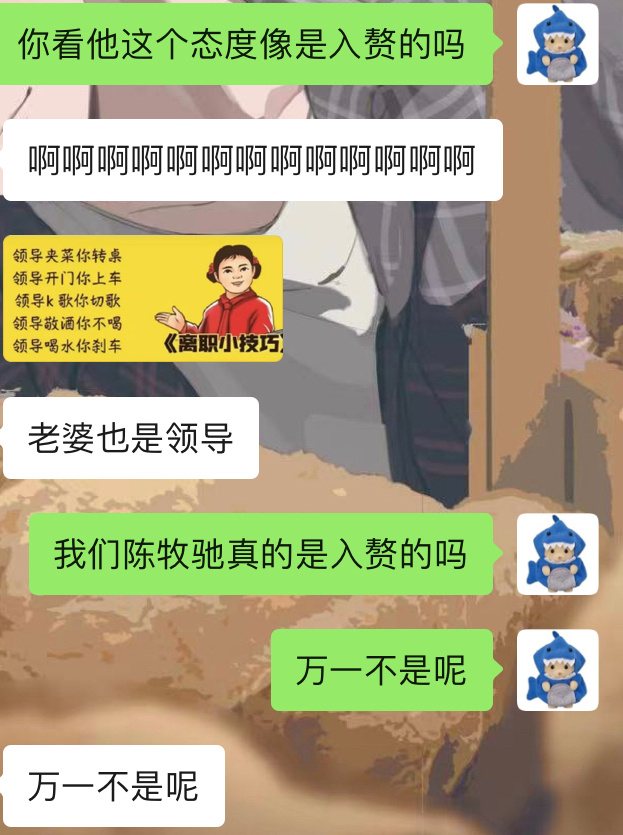 你看他这个态度像是入赘的吗
啊啊啊啊啊啊啊啊啊啊啊啊啊
领导夹菜你转桌
领导开门你上车
领导k歌你切歌
领导敬酒你不喝
领导喝水你刹车
《离职小技巧》
老婆也是领导
我们陈牧驰真的是入赘的吗
万一不是呢
万一不是呢